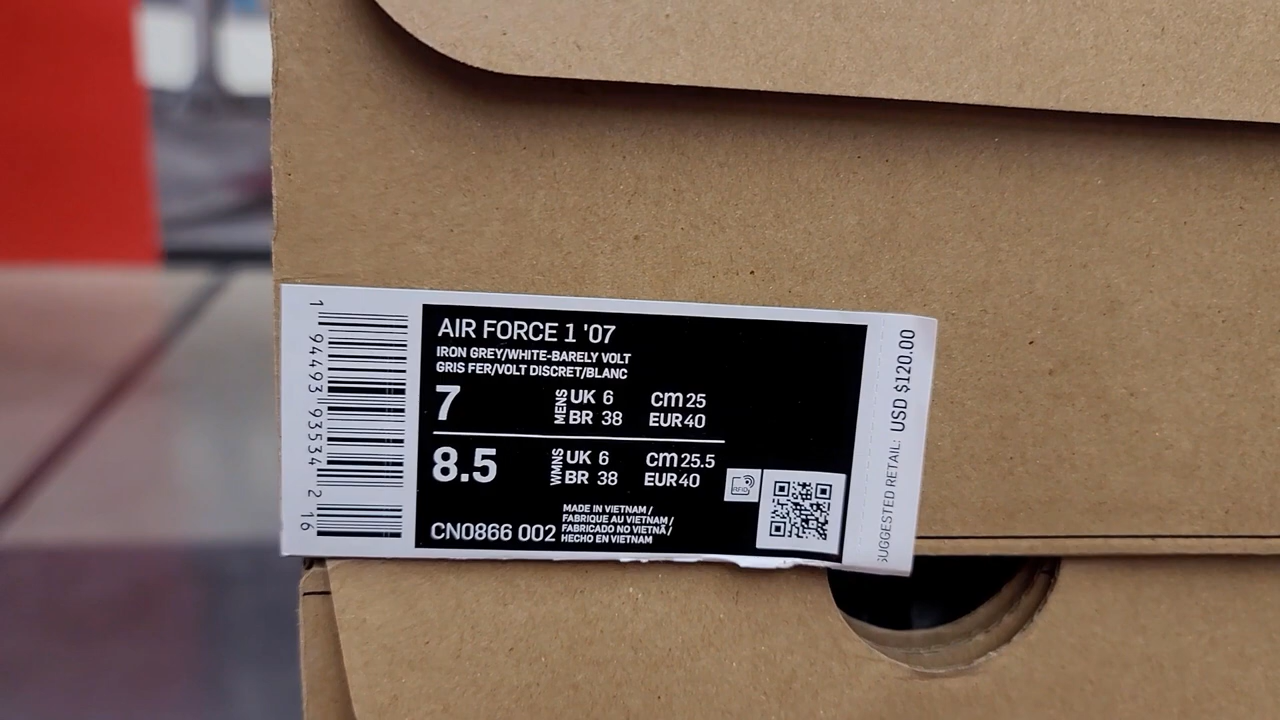 1 94493 93534 2 16
AIR FORCE 1 '07
IRON GREY/WHITE-BARELY VOLT
GRIS FER/VOLT DISCRET/BLANC
7 MENS UK 6 cm 25
BR 38 EUR 40
8.5 WMNS UK 6 cm 25.5
BR 38 EUR 40
RFID
CN0866 002
MADE IN VIETNAM /
FABRIQUE AU VIETNAM /
FABRICADO NO VIETNÃ /
HECHO EN VIETNAM
SUGGESTED RETAIL: USD $120.00